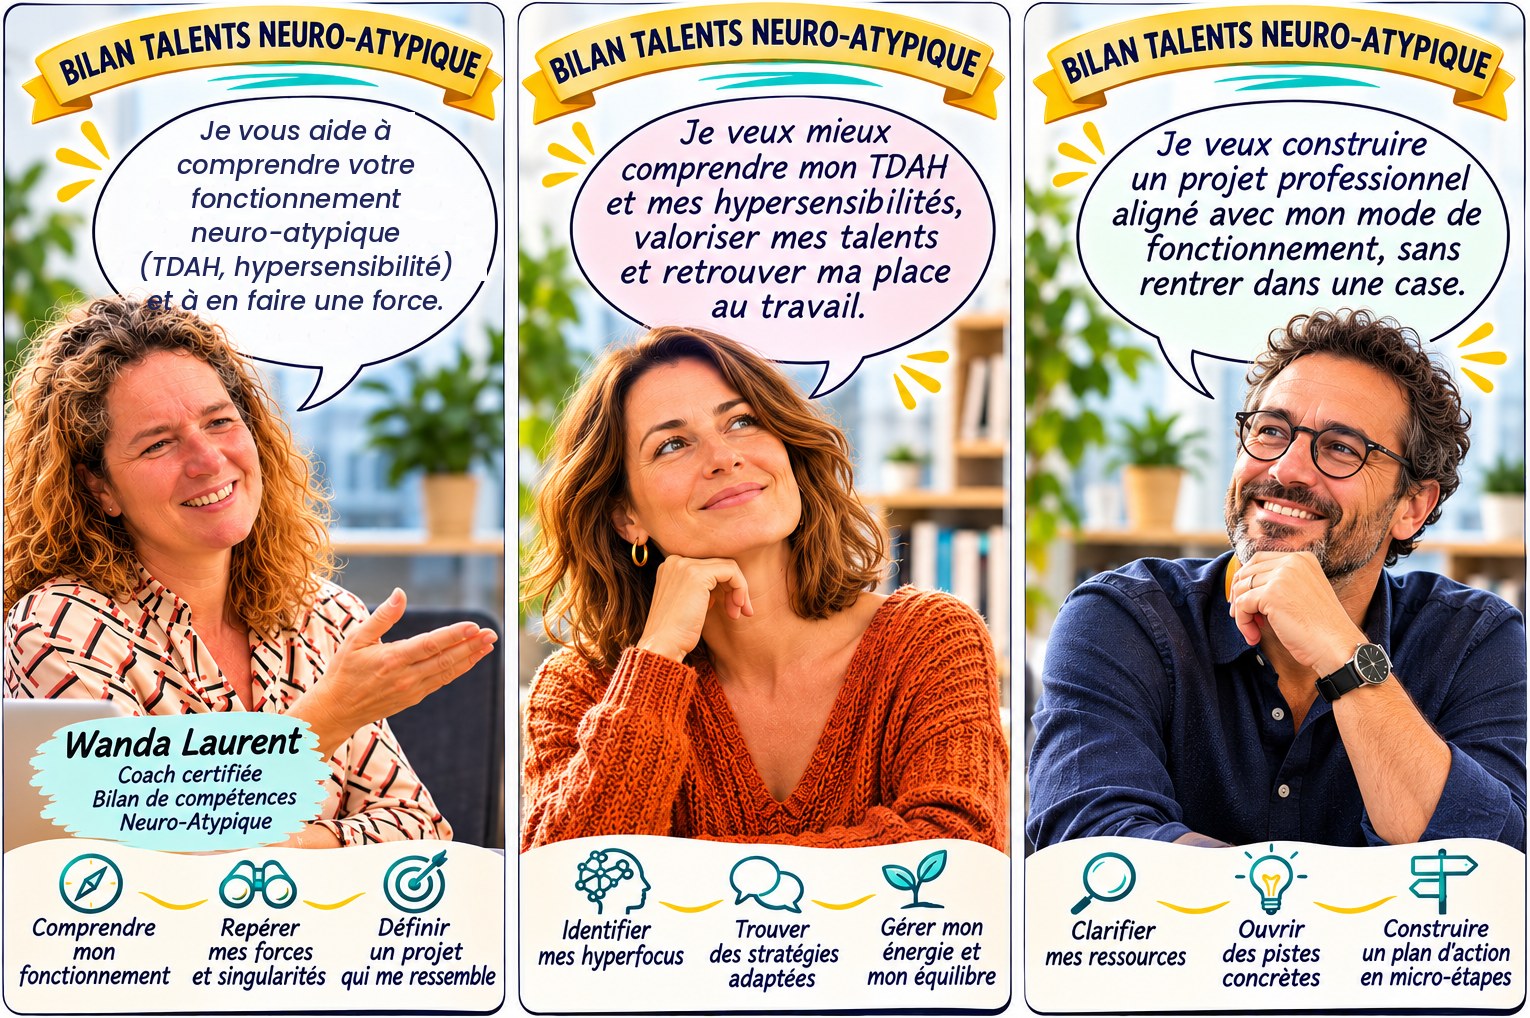 BILAN TALENTS NEURO-ATYPIQUE
Je vous aide à
comprendre votre
fonctionnement
neuro-atypique
(TDAH, hypersensibilité)
et à en faire une force.
Wanda Laurent
Coach certifiée
Bilan de compétences
Neuro-Atypique
Comprendre
mon
fonctionnement
Repérer
mes forces
et singularités
Définir
un projet
qui me ressemble
BILAN TALENTS NEURO-ATYPIQUE
Je veux mieux
comprendre mon TDAH
et mes hypersensibilités,
valoriser mes talents
et retrouver ma place
au travail.
Identifier
mes hyperfocus
Trouver
des stratégies
adaptées
Gérer mon
énergie et
mon équilibre
BILAN TALENTS NEURO-ATYPIQUE
Je veux construire
un projet professionnel
aligné avec mon mode de
fonctionnement, sans
rentrer dans une case.
Clarifier
mes ressources
Ouvrir
des pistes
concrètes
Construire
un plan d'action
en micro-étapes